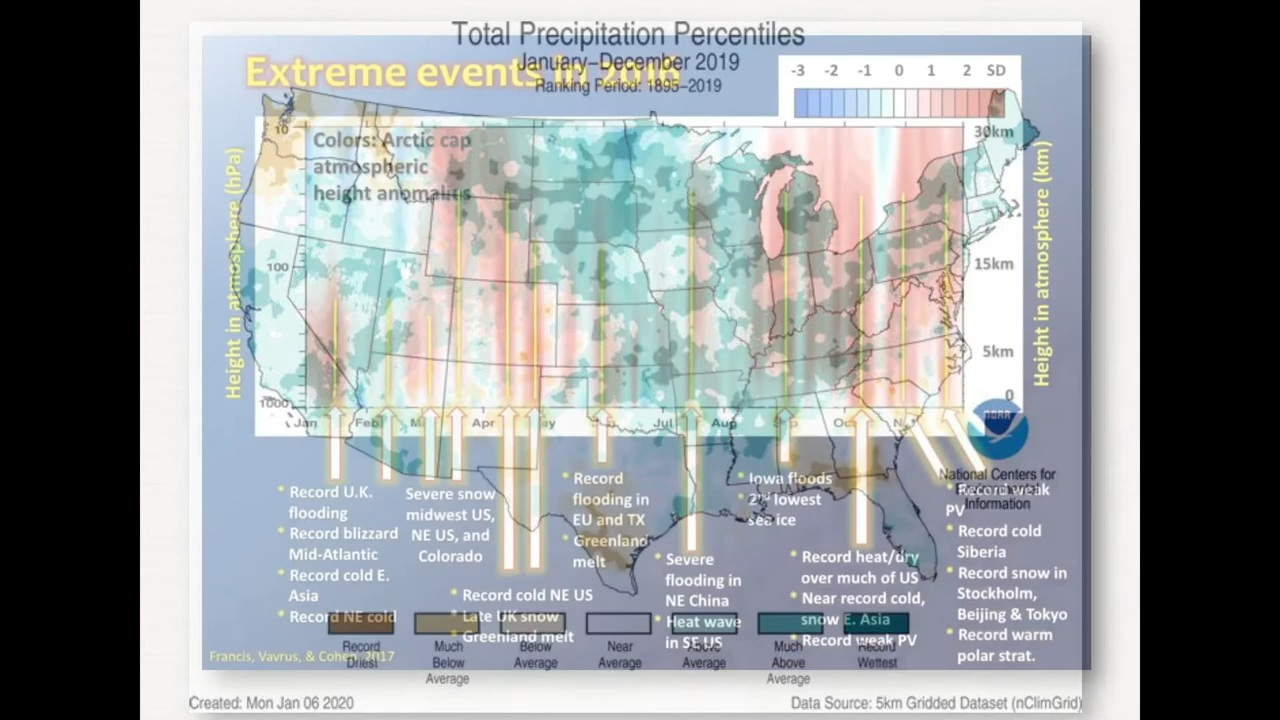 Total Precipitation Percentiles
January–December 2019
Ranking Period: 1895–2019
Extreme events in 2016
-3 -2 -1 0 1 2 SD
Colors: Arctic cap
atmospheric
height anomalies
Height in atmosphere (hPa)
10
100
1000
30km
15km
5km
0
Height in atmosphere (km)
Jan Feb Apr Jul Aug
NOAA
National Centers for
Environmental
Information
* Record U.K.
flooding
* Record blizzard
Mid-Atlantic
* Record cold E.
Asia
* Record NE cold
Severe snow
midwest US,
NE US, and
Colorado
* Record cold NE US
* Late UK snow
* Greenland melt
* Record
flooding in
EU and TX
* Greenland
melt
* Severe
flooding in
NE China
* Heat wave
in SE US
* Iowa floods
* 2nd lowest
sea ice
* Record heat/dry
over much of US
* Near record cold,
snow E. Asia
* Record weak PV
* Record weak
PV
* Record cold
Siberia
* Record snow in
Stockholm,
Beijing & Tokyo
* Record warm
polar strat.
Francis, Vavrus, & Cohen, 2017
Record
Driest
Much
Below
Average
Below
Average
Near
Average
Above
Average
Much
Above
Average
Record
Wettest
Created: Mon Jan 06 2020
Data Source: 5km Gridded Dataset (nClimGrid)